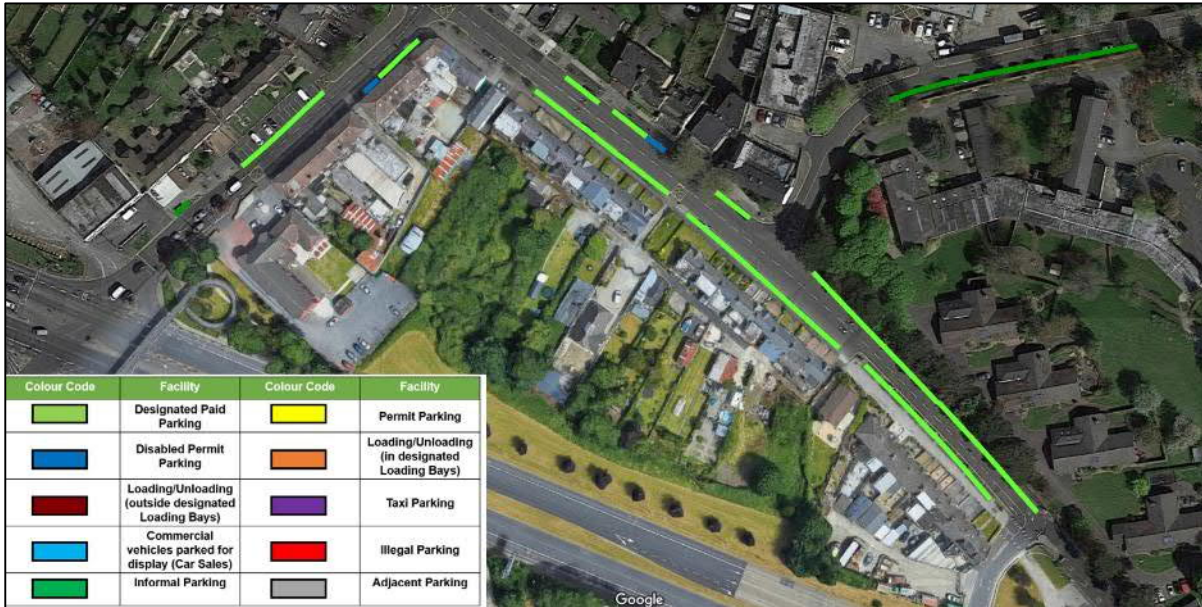 Colour Code Facility Colour Code Facility
Designated Paid
Parking
Permit Parking
Disabled Permit
Parking
Loading/Unloading
(in designated
Loading Bays)
Loading/Unloading
(outside designated
Loading Bays)
Taxi Parking
Commercial
vehicles parked for
display (Car Sales)
Illegal Parking
Informal Parking
Adjacent Parking
Google